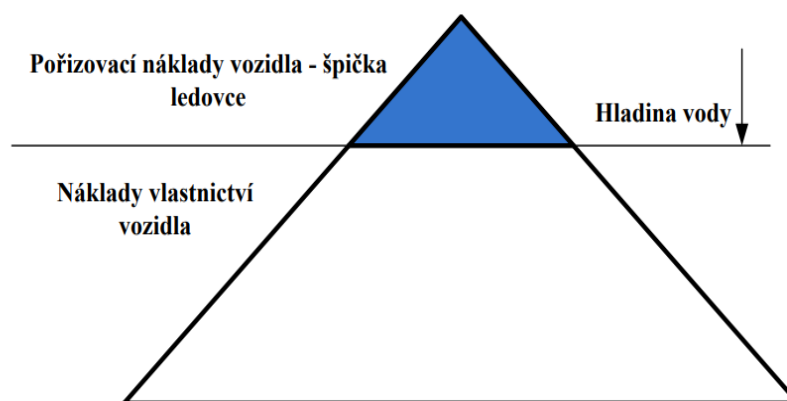 Pořizovací náklady vozidla - špička
ledovce
Hladina vody
Náklady vlastnictví
vozidla